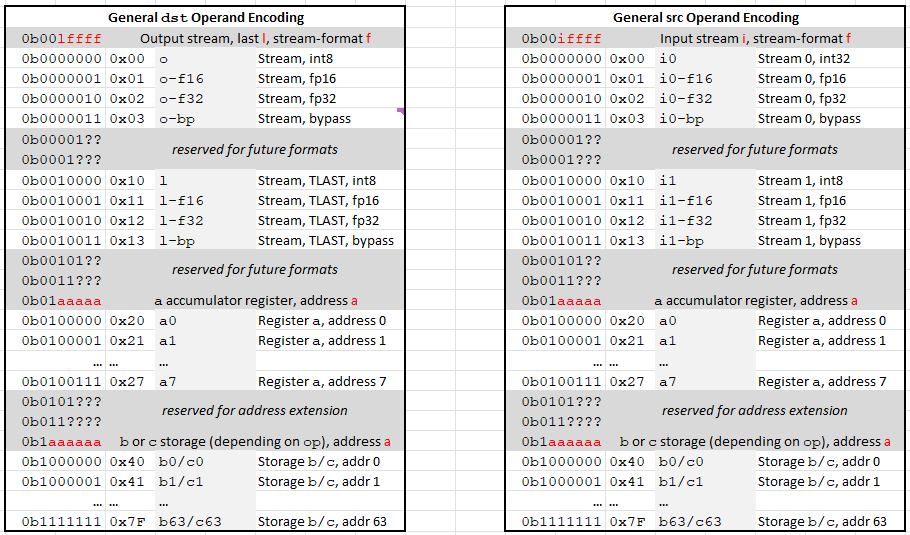 General dst Operand Encoding
0b00lffff Output stream, last l, stream-format f
0b0000000 0x00 o Stream, int8
0b0000001 0x01 o-f16 Stream, fp16
0b0000010 0x02 o-f32 Stream, fp32
0b0000011 0x03 o-bp Stream, bypass
0b00001??
0b0001???
reserved for future formats
0b0010000 0x10 l Stream, TLAST, int8
0b0010001 0x11 l-f16 Stream, TLAST, fp16
0b0010010 0x12 l-f32 Stream, TLAST, fp32
0b0010011 0x13 l-bp Stream, TLAST, bypass
0b00101??
0b0011???
reserved for future formats
0b01aaaaa a accumulator register, address a
0b0100000 0x20 a0 Register a, address 0
0b0100001 0x21 a1 Register a, address 1
... ... ...
0b0100111 0x27 a7 Register a, address 7
0b0101???
0b011????
reserved for address extension
0b1aaaaaa b or c storage (depending on op), address a
0b1000000 0x40 b0/c0 Storage b/c, addr 0
0b1000001 0x41 b1/c1 Storage b/c, addr 1
... ... ...
0b1111111 0x7F b63/c63 Storage b/c, addr 63
General src Operand Encoding
0b00iffff Input stream i, stream-format f
0b0000000 0x00 i0 Stream 0, int32
0b0000001 0x01 i0-f16 Stream 0, fp16
0b0000010 0x02 i0-f32 Stream 0, fp32
0b0000011 0x03 i0-bp Stream 0, bypass
0b00001??
0b0001???
reserved for future formats
0b0010000 0x10 i1 Stream 1, int8
0b0010001 0x11 i1-f16 Stream 1, fp16
0b0010010 0x12 i1-f32 Stream 1, fp32
0b0010011 0x13 i1-bp Stream 1, bypass
0b00101??
0b0011???
reserved for future formats
0b01aaaaa a accumulator register, address a
0b0100000 0x20 a0 Register a, address 0
0b0100001 0x21 a1 Register a, address 1
... ... ...
0b0100111 0x27 a7 Register a, address 7
0b0101???
0b011????
reserved for address extension
0b1aaaaaa b or c storage (depending on op), address a
0b1000000 0x40 b0/c0 Storage b/c, addr 0
0b1000001 0x41 b1/c1 Storage b/c, addr 1
... ... ...
0b1111111 0x7F b63/c63 Storage b/c, addr 63